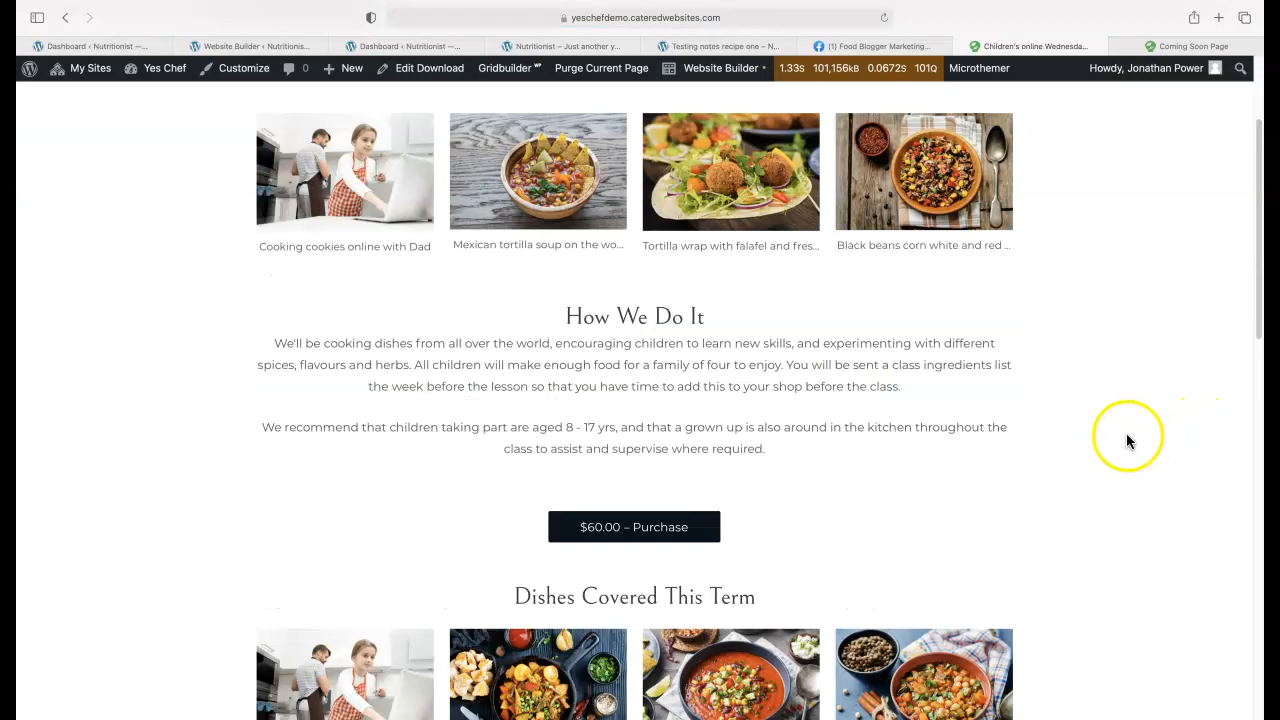 yeschefdemo.cateredwebsites.com
Dashboard ‹ Nutritionist —...
Website Builder ‹ Nutritionis...
Dashboard ‹ Nutritionist —...
Nutritionist – Just another y...
Testing notes recipe one – N...
(1) Food Blogger Marketing...
Children's online Wednesda...
Coming Soon Page
My Sites
Yes Chef
Customize
0
New
Edit Download
Gridbuilder ᵂᴾ
Purge Current Page
Website Builder
1.33S 101,156kB 0.0672S 101Q
Microthemer
Howdy, Jonathan Power
Cooking cookies online with Dad
Mexican tortilla soup on the wo...
Tortilla wrap with falafel and fres...
Black beans corn white and red ...
How We Do It
We'll be cooking dishes from all over the world, encouraging children to learn new skills, and experimenting with different
spices, flavours and herbs. All children will make enough food for a family of four to enjoy. You will be sent a class ingredients list
the week before the lesson so that you have time to add this to your shop before the class.
We recommend that children taking part are aged 8 - 17 yrs, and that a grown up is also around in the kitchen throughout the
class to assist and supervise where required.
$60.00 – Purchase
Dishes Covered This Term